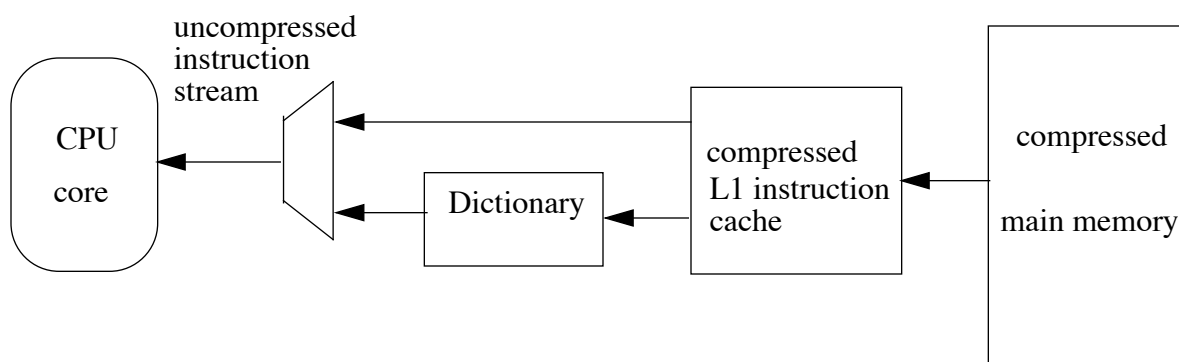 uncompressed
instruction
stream
CPU
core
Dictionary
compressed
L1 instruction
cache
compressed
main memory